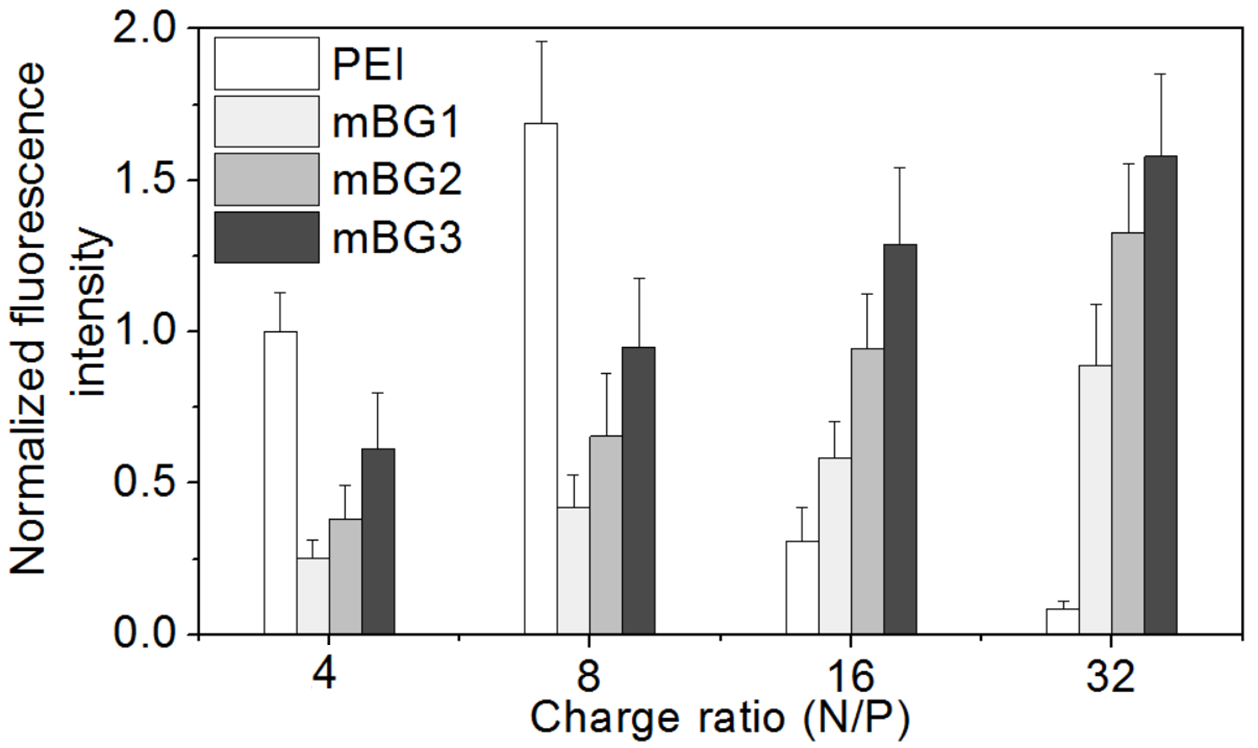 Normalized fluorescence
intensity
2.0
1.5
1.0
0.5
0.0
PEI
mBG1
mBG2
mBG3
4 8 16 32
Charge ratio (N/P)